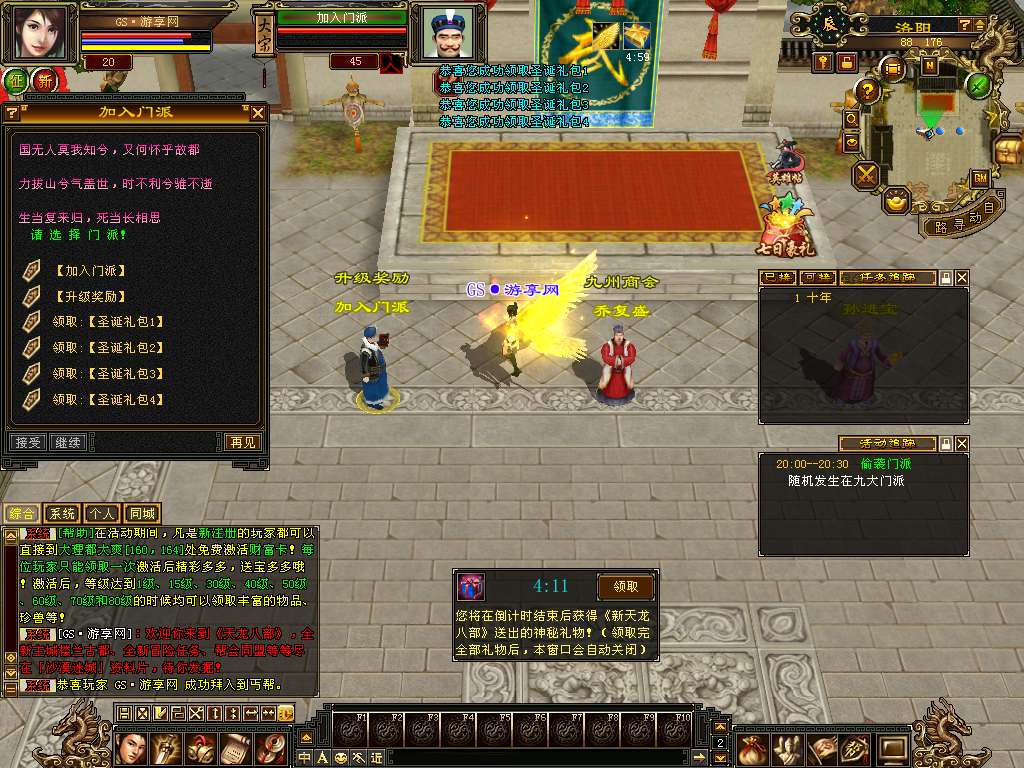 GS·游享网
20
大宋
加入门派
45
征
新
4:59
恭喜您成功领取圣诞礼包1
恭喜您成功领取圣诞礼包2
恭喜您成功领取圣诞礼包3
恭喜您成功领取圣诞礼包4
辰
洛阳
88 176
N
GM
自动寻路
英雄帖
七日豪礼
? 加入门派
国无人莫我知兮，又何怀乎故都
力拔山兮气盖世，时不利兮骓不逝
生当复来归，死当长相思
请选择门派!
【加入门派】
【升级奖励】
领取:【圣诞礼包1】
领取:【圣诞礼包2】
领取:【圣诞礼包3】
领取:【圣诞礼包4】
接受 继续 再见
升级奖励
加入门派
GS●游享网
九州商会
乔复盛
孙进宝
已接 可接 任务追踪
1 十年
活动追踪
20:00--20:30 偷袭门派
随机发生在九大门派
综合 系统 个人 同城
系统 [帮助]在活动期间，凡是新注册的玩家都可以
直接到大理都大爽[160，164]处免费激活财富卡! 每
位玩家只能领取一次激活后精彩多多，送宝多多哦
! 激活后，等级达到1级、15级、30级、40级、50级
、60级、70级和80级的时候均可以领取丰富的物品、
珍兽等!
系统 [GS·游享网]：欢迎你来到《天龙八部》，全
新主城楼兰古都、全新冒险任务、帮会同盟等等尽
在「沙漠迷城」资料片，待你发掘!
系统 恭喜玩家 GS·游享网 成功拜入到丐帮。
4:11 领取
您将在倒计时结束后获得《新天龙
八部》送出的神秘礼物! (领取完
全部礼物后，本窗口会自动关闭)
F1 F2 F3 F4 F5 F6 F7 F8 F9 F10
2
中 A 近